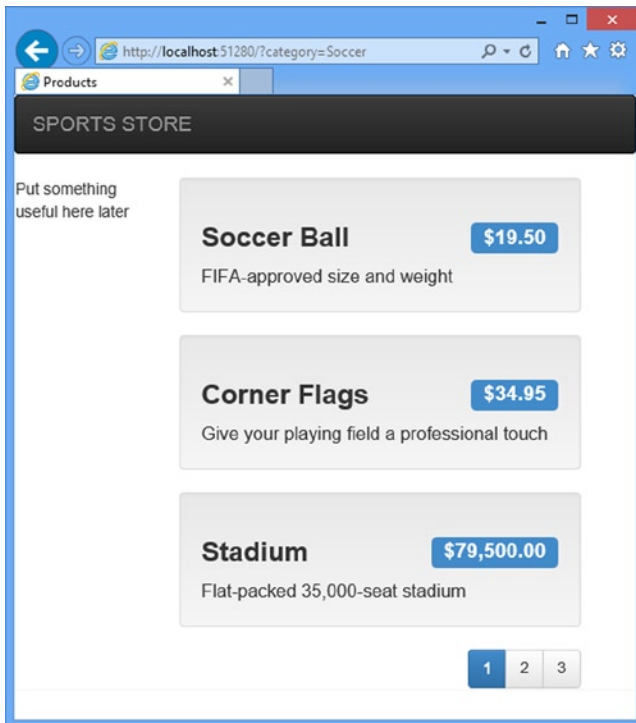 http://localhost:51280/?category=Soccer
Products
SPORTS STORE
Put something
useful here later
Soccer Ball
$19.50
FIFA-approved size and weight
Corner Flags
$34.95
Give your playing field a professional touch
Stadium
$79,500.00
Flat-packed 35,000-seat stadium
1 2 3